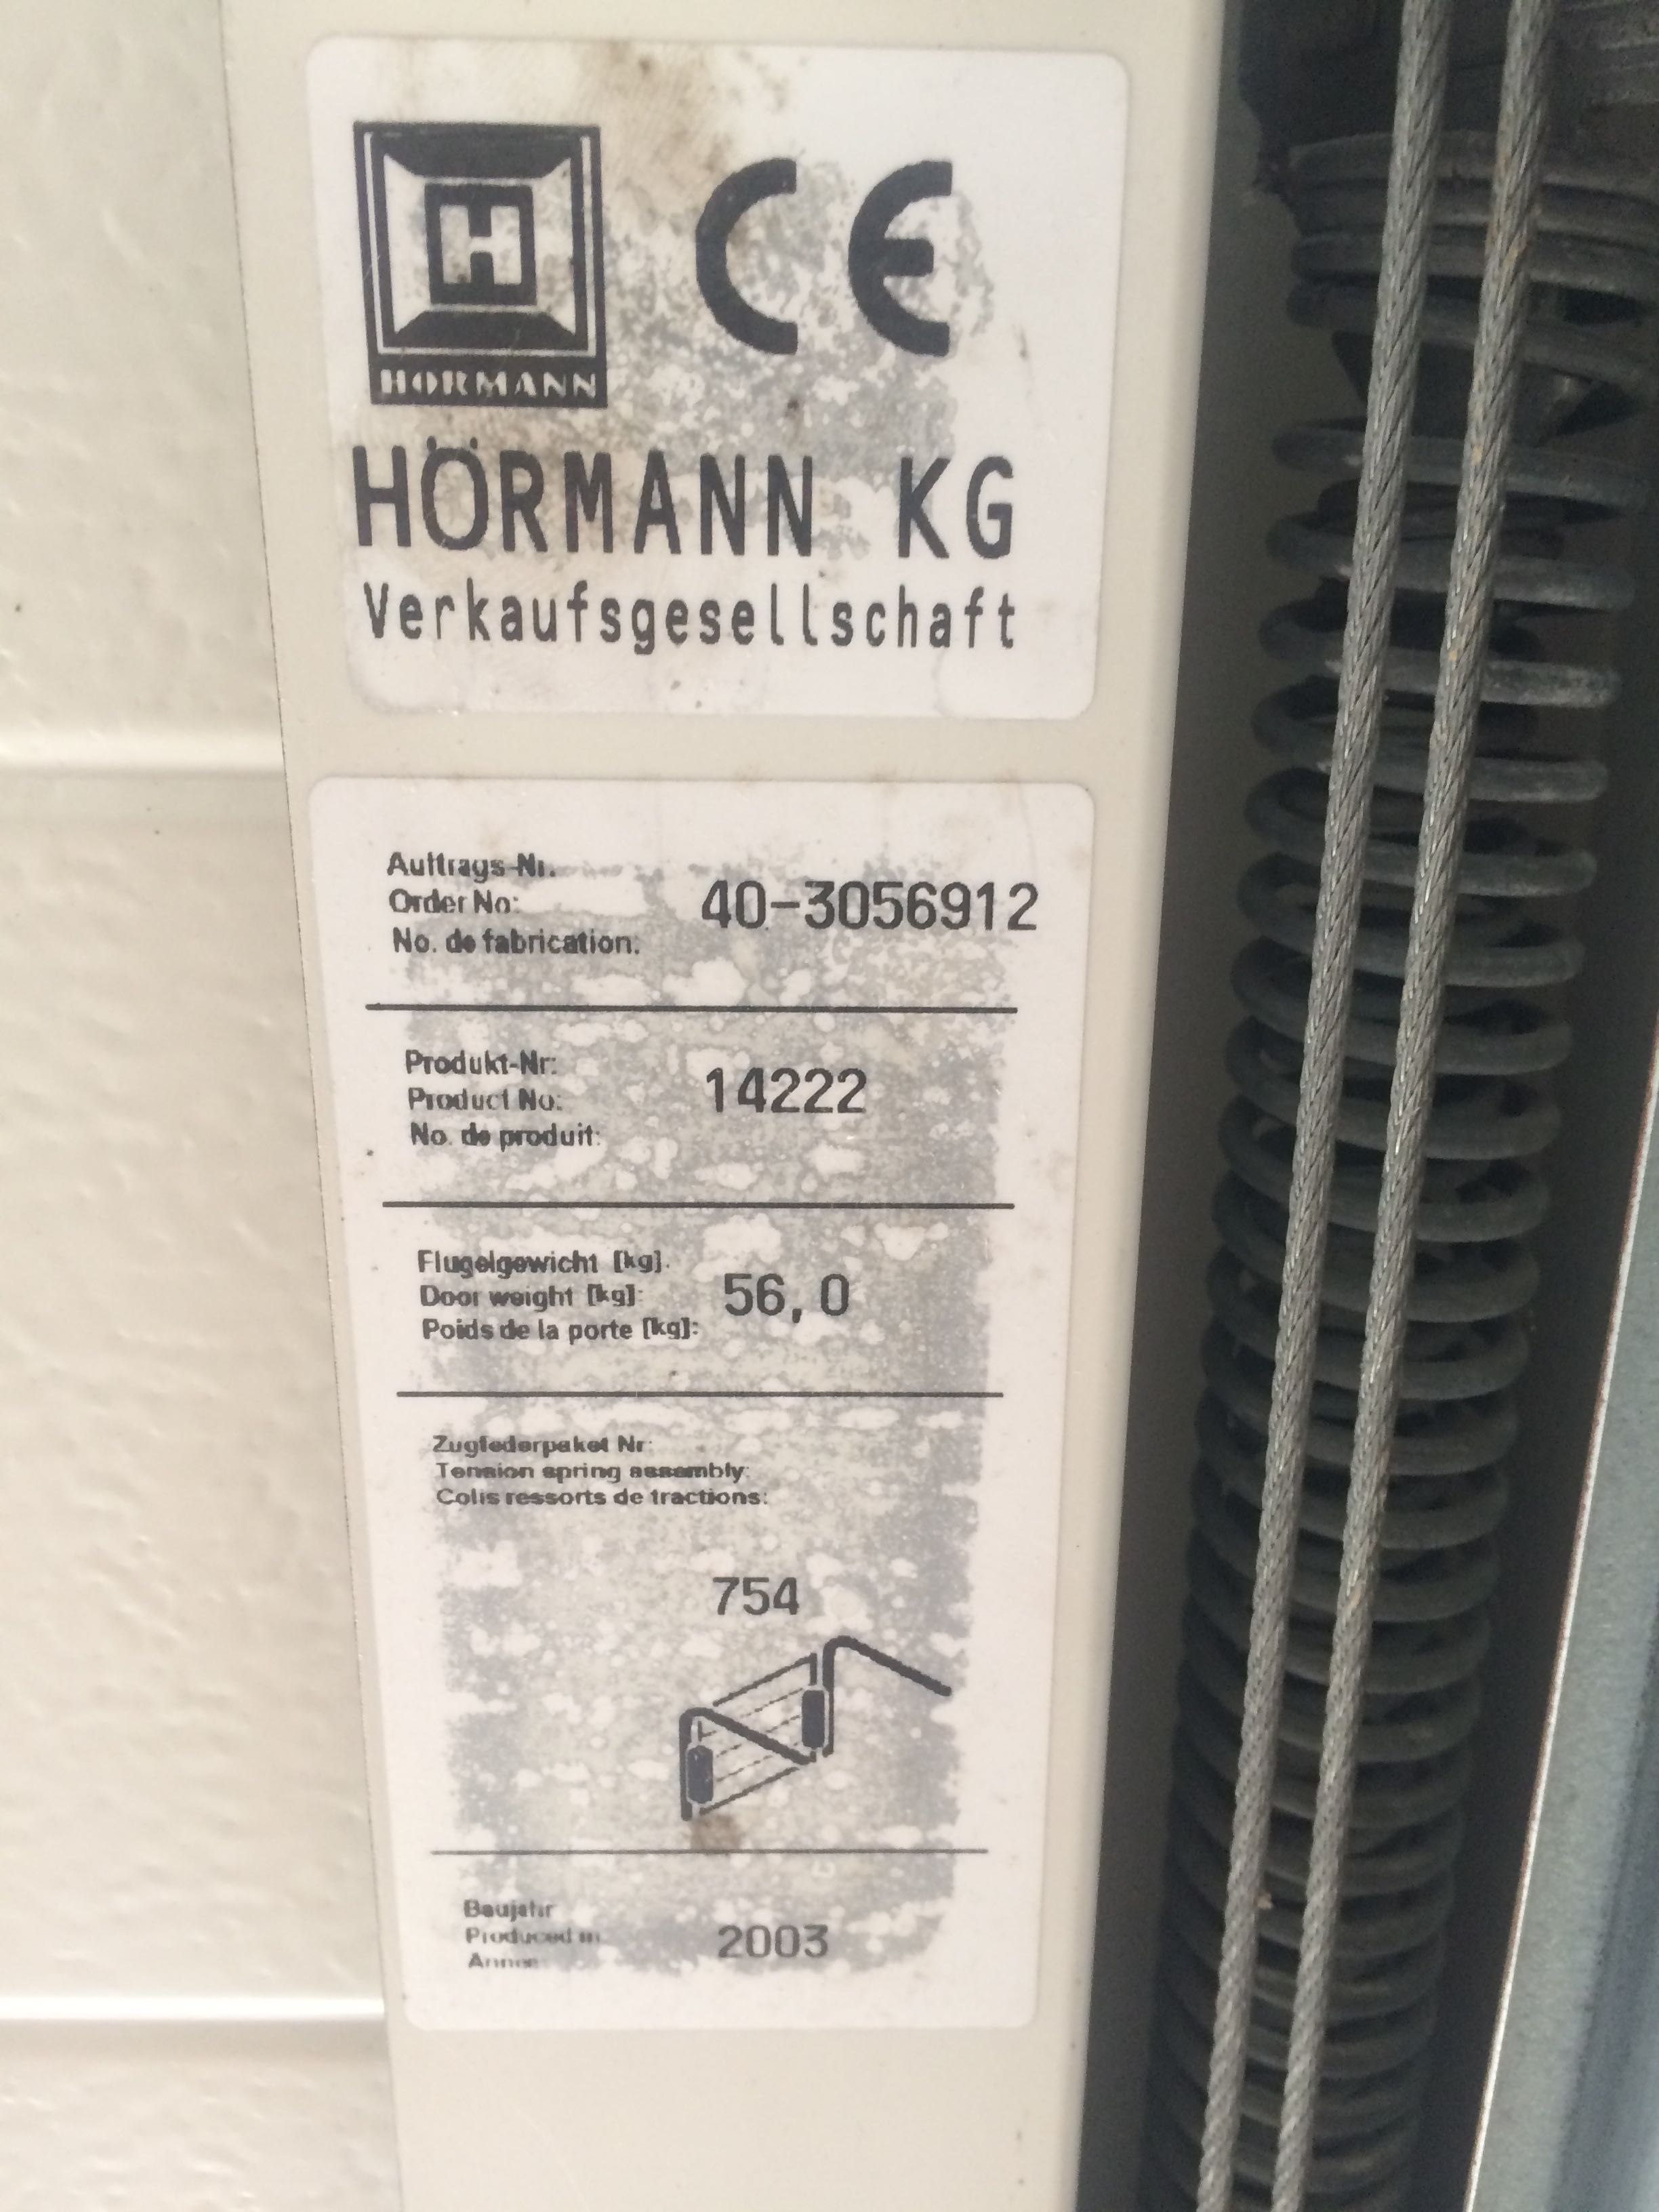 H
HÖRMANN
CE
HÖRMANN KG
Verkaufsgesellschaft
Auftrags-Nr.
Order No: 40-3056912
No. de fabrication:
Produkt-Nr:
Product No: 14222
No. de produit:
Flügelgewicht [kg]:
Door weight [kg]: 56,0
Poids de la porte [kg]:
Zugfederpaket Nr:
Tension spring assembly:
Colis ressorts de tractions:
754
Baujahr
Produced in 2003
Annee